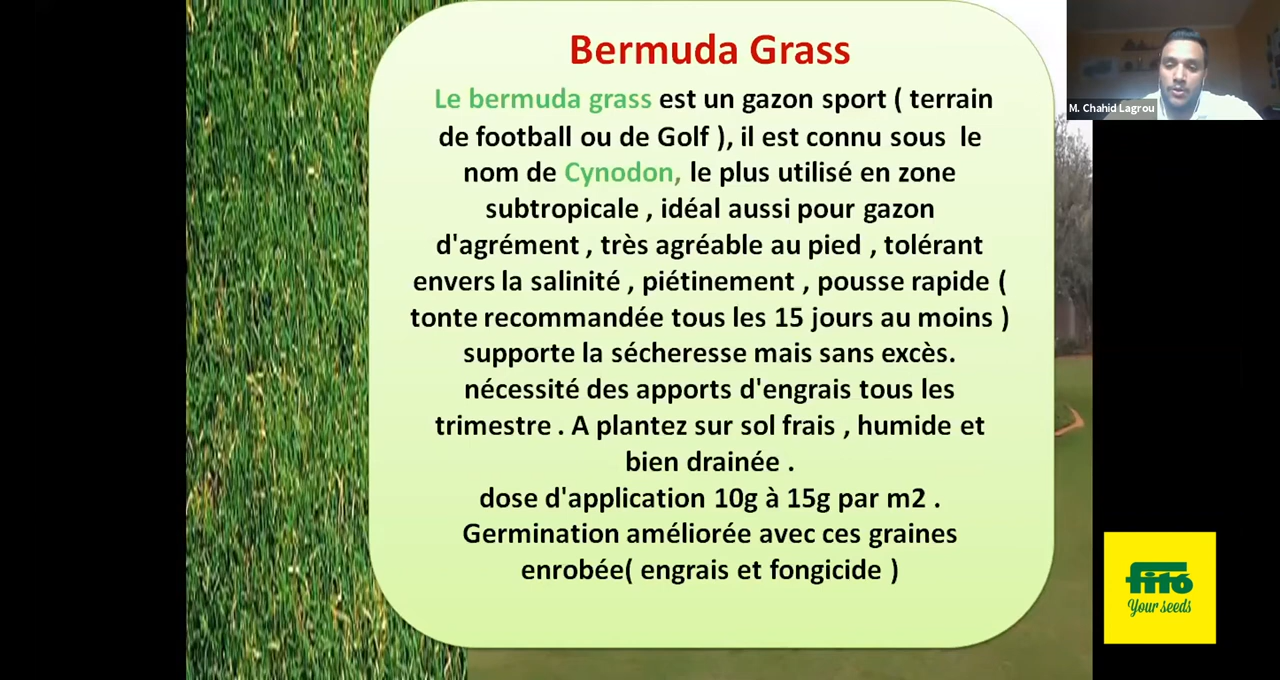 Bermuda Grass
Le bermuda grass est un gazon sport ( terrain
de football ou de Golf ), il est connu sous le
nom de Cynodon, le plus utilisé en zone
subtropicale , idéal aussi pour gazon
d'agrément , très agréable au pied , tolérant
envers la salinité , piétinement , pousse rapide (
tonte recommandée tous les 15 jours au moins )
supporte la sécheresse mais sans excès.
nécessité des apports d'engrais tous les
trimestre . A plantez sur sol frais , humide et
bien drainée .
dose d'application 10g à 15g par m2 .
Germination améliorée avec ces graines
enrobée( engrais et fongicide )
M. Chahid Lagrou
fitó
Your seeds